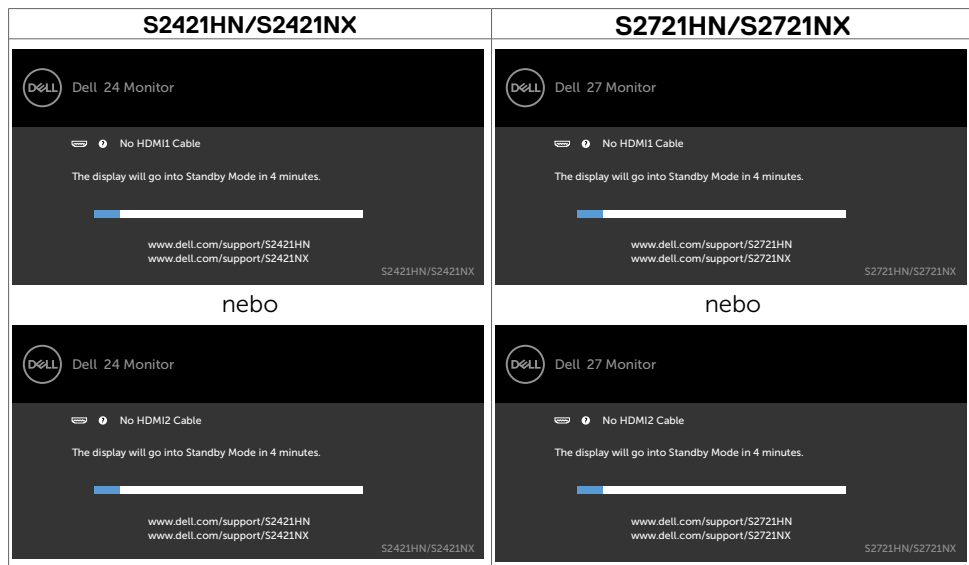 S2421HN/S2421NX
DELL
Dell 24 Monitor
No HDMI1 Cable
The display will go into Standby Mode in 4 minutes.
www.dell.com/support/S2421HN
www.dell.com/support/S2421NX
S2421HN/S2421NX
nebo
DELL
Dell 24 Monitor
No HDMI2 Cable
The display will go into Standby Mode in 4 minutes.
www.dell.com/support/S2421HN
www.dell.com/support/S2421NX
S2421HN/S2421NX
S2721HN/S2721NX
DELL
Dell 27 Monitor
No HDMI1 Cable
The display will go into Standby Mode in 4 minutes.
www.dell.com/support/S2721HN
www.dell.com/support/S2721NX
S2721HN/S2721NX
nebo
DELL
Dell 27 Monitor
No HDMI2 Cable
The display will go into Standby Mode in 4 minutes.
www.dell.com/support/S2721HN
www.dell.com/support/S2721NX
S2721HN/S2721NX